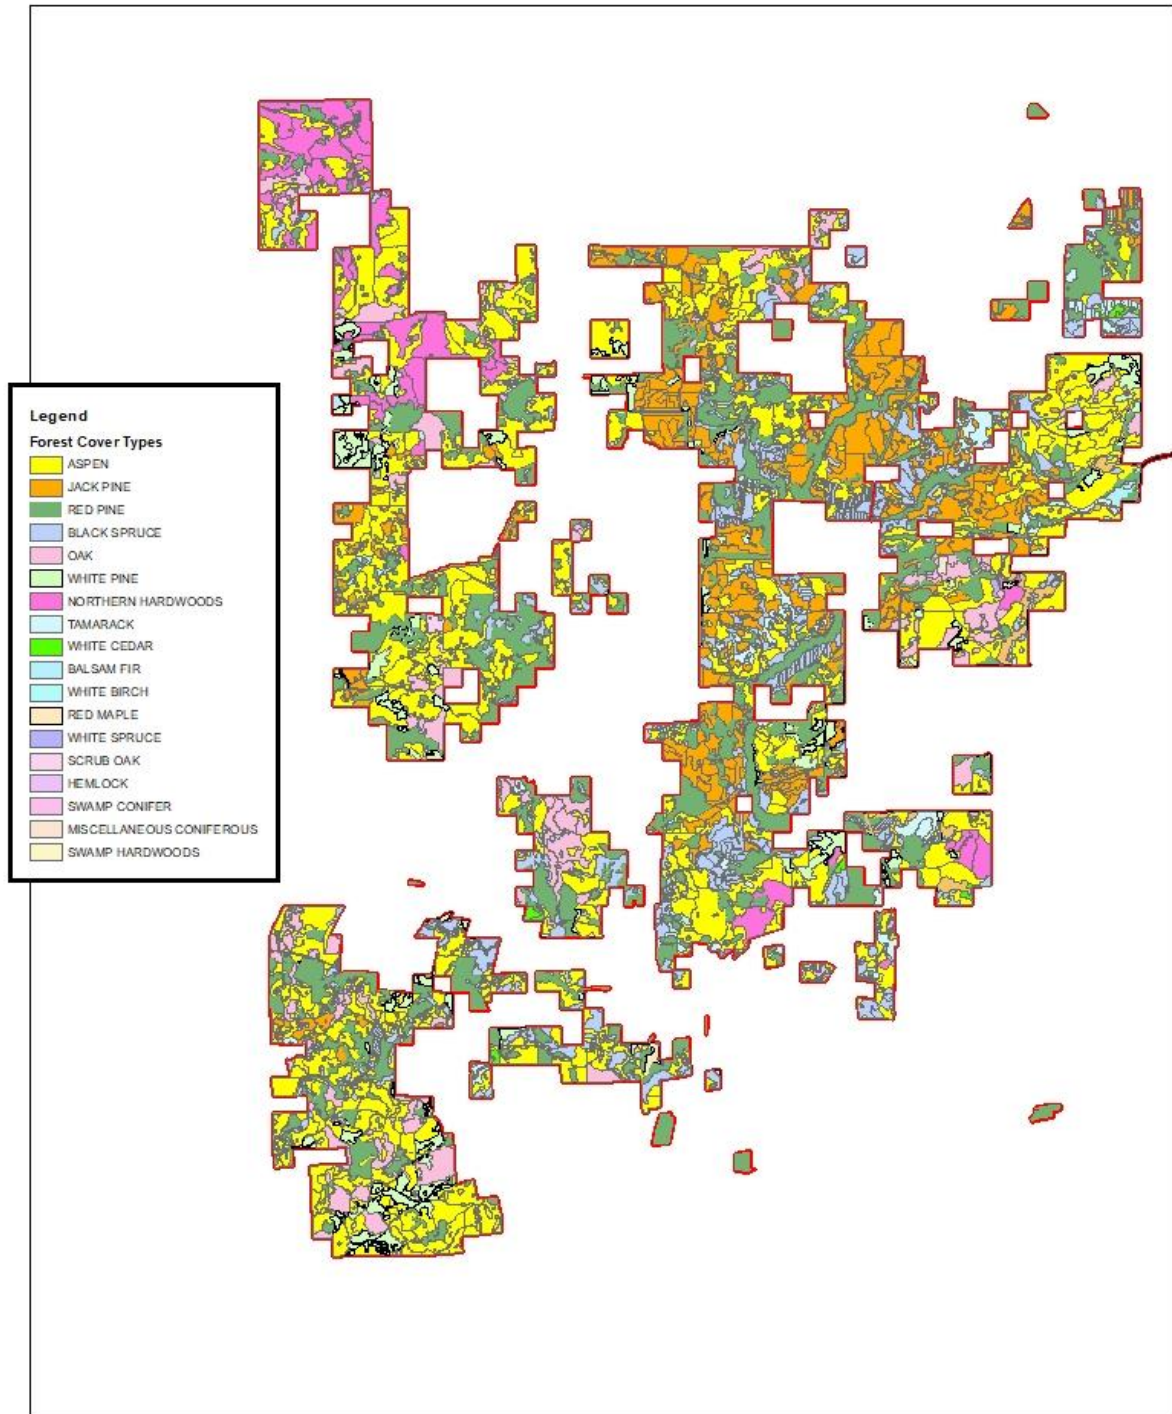 Legend
Forest Cover Types
ASPEN
JACK PINE
RED PINE
BLACK SPRUCE
OAK
WHITE PINE
NORTHERN HARDWOODS
TAMARACK
WHITE CEDAR
BALSAM FIR
WHITE BIRCH
RED MAPLE
WHITE SPRUCE
SCRUB OAK
HEMLOCK
SWAMP CONIFER
MISCELLANEOUS CONIFEROUS
SWAMP HARDWOODS